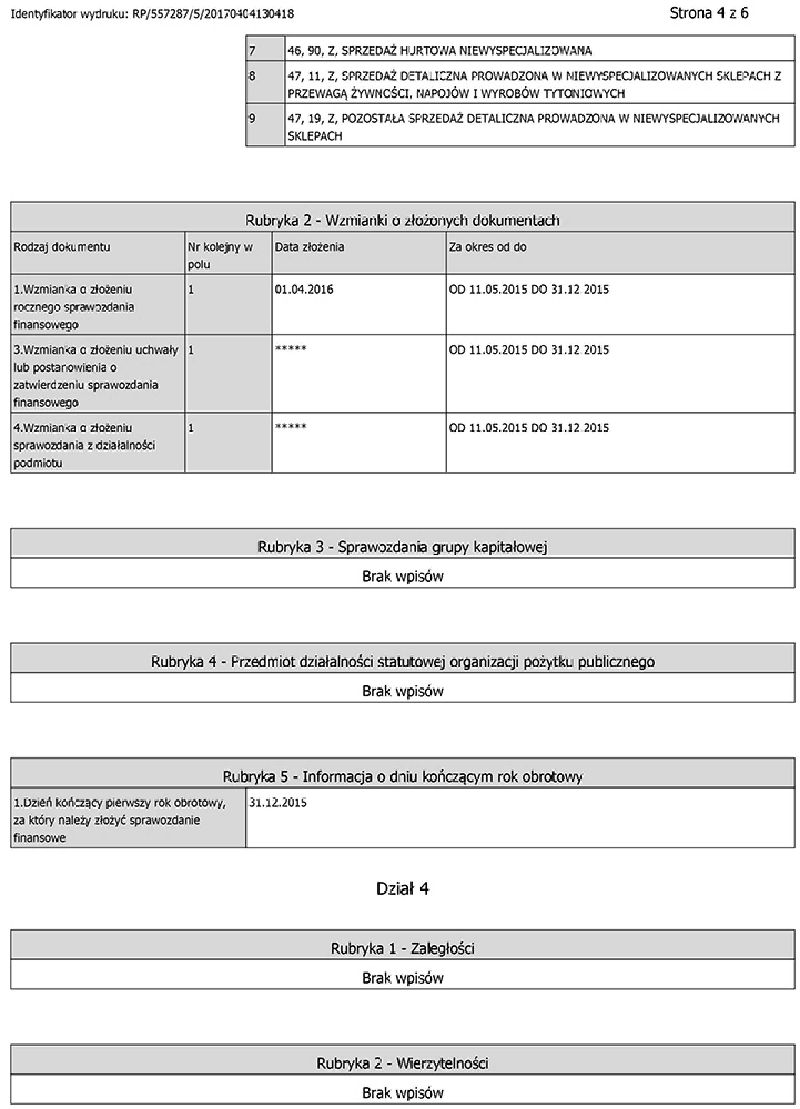 Identyfikator wydruku: RP/557287/5/20170404130418
Strona 4 z 6
7 46, 90, Z, SPRZEDAŻ HURTOWA NIEWYSPECJALIZOWANA
8 47, 11, Z, SPRZEDAŻ DETALICZNA PROWADZONA W NIEWYSPECJALIZOWANYCH SKLEPACH Z
PRZEWAGĄ ŻYWNOŚCI, NAPOJÓW I WYROBÓW TYTONIOWYCH
9 47, 19, Z, POZOSTAŁA SPRZEDAŻ DETALICZNA PROWADZONA W NIEWYSPECJALIZOWANYCH
SKLEPACH
Rubryka 2 - Wzmianki o złożonych dokumentach
Rodzaj dokumentu Nr kolejny w Data złożenia Za okres od do
polu
1.Wzmianka o złożeniu 1 01.04.2016 OD 11.05.2015 DO 31.12 2015
rocznego sprawozdania
finansowego
3.Wzmianka o złożeniu uchwały 1 ***** OD 11.05.2015 DO 31.12 2015
lub postanowienia o
zatwierdzeniu sprawozdania
finansowego
4.Wzmianka o złożeniu 1 ***** OD 11.05.2015 DO 31.12 2015
sprawozdania z działalności
podmiotu
Rubryka 3 - Sprawozdania grupy kapitałowej
Brak wpisów
Rubryka 4 - Przedmiot działalności statutowej organizacji pożytku publicznego
Brak wpisów
Rubryka 5 - Informacja o dniu kończącym rok obrotowy
1.Dzień kończący pierwszy rok obrotowy, 31.12.2015
za który należy złożyć sprawozdanie
finansowe
Dział 4
Rubryka 1 - Zaległości
Brak wpisów
Rubryka 2 - Wierzytelności
Brak wpisów